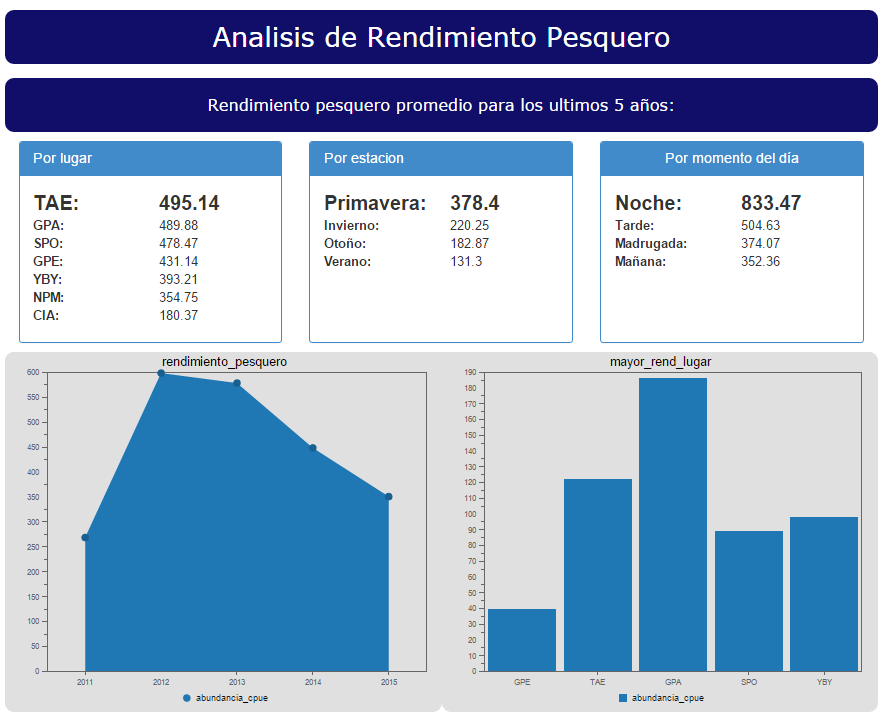 Analisis de Rendimiento Pesquero
Rendimiento pesquero promedio para los ultimos 5 años:
Por lugar
TAE: 495.14
GPA: 489.88
SPO: 478.47
GPE: 431.14
YBY: 393.21
NPM: 354.75
CIA: 180.37
Por estacion
Primavera: 378.4
Invierno: 220.25
Otoño: 182.87
Verano: 131.3
Por momento del día
Noche: 833.47
Tarde: 504.63
Madrugada: 374.07
Mañana: 352.36
rendimiento_pesquero
600
550
500
450
400
350
300
250
200
150
100
50
0
2011 2012 2013 2014 2015
abundancia_cpue
mayor_rend_lugar
190
180
170
160
150
140
130
120
110
100
90
80
70
60
50
40
30
20
10
0
GPE TAE GPA SPO YBY
abundancia_cpue